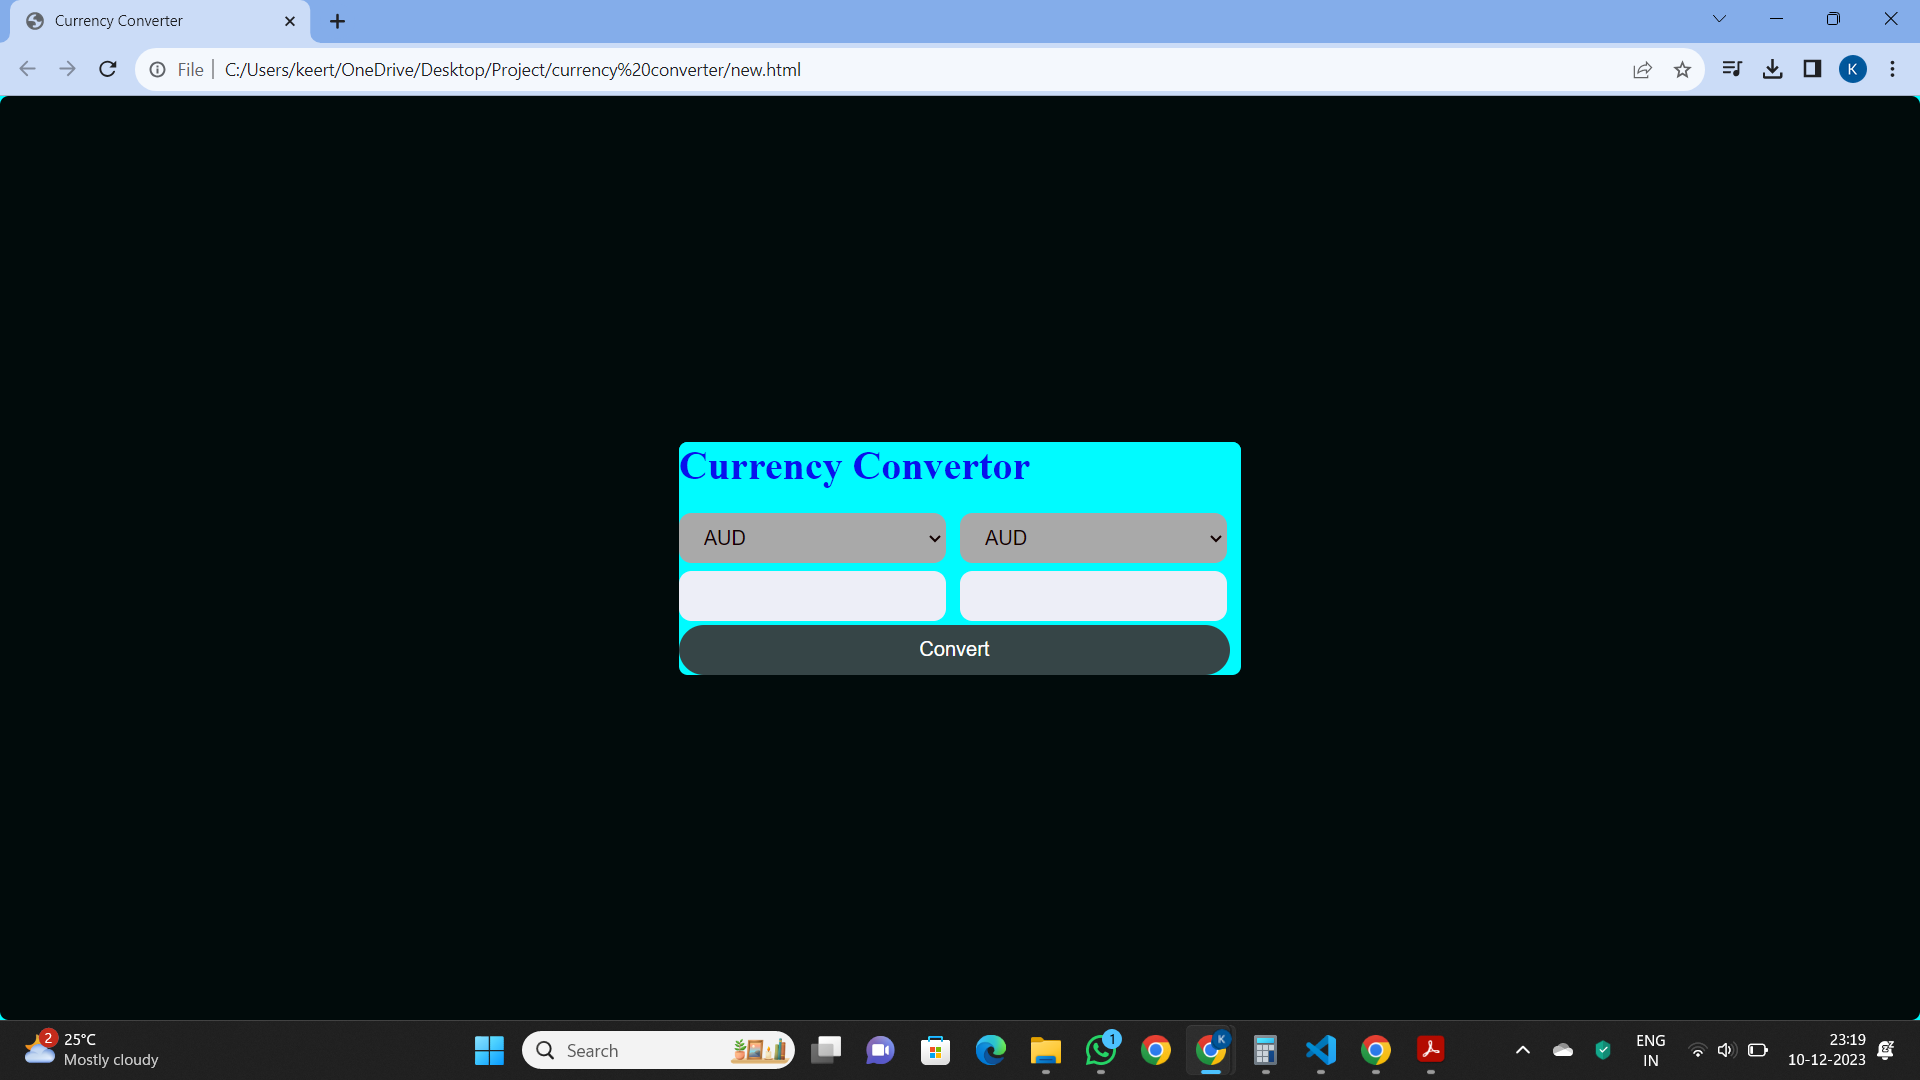 Currency Converter
File
C:/Users/keert/OneDrive/Desktop/Project/currency%20converter/new.html
K
Currency Convertor
AUD AUD
Convert
2
25°C
Mostly cloudy
Search
1
K
ENG
IN
23:19
10-12-2023